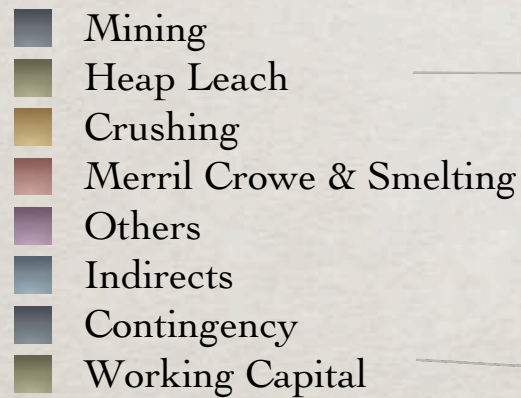 Mining
Heap Leach
Crushing
Merril Crowe & Smelting
Others
Indirects
Contingency
Working Capital